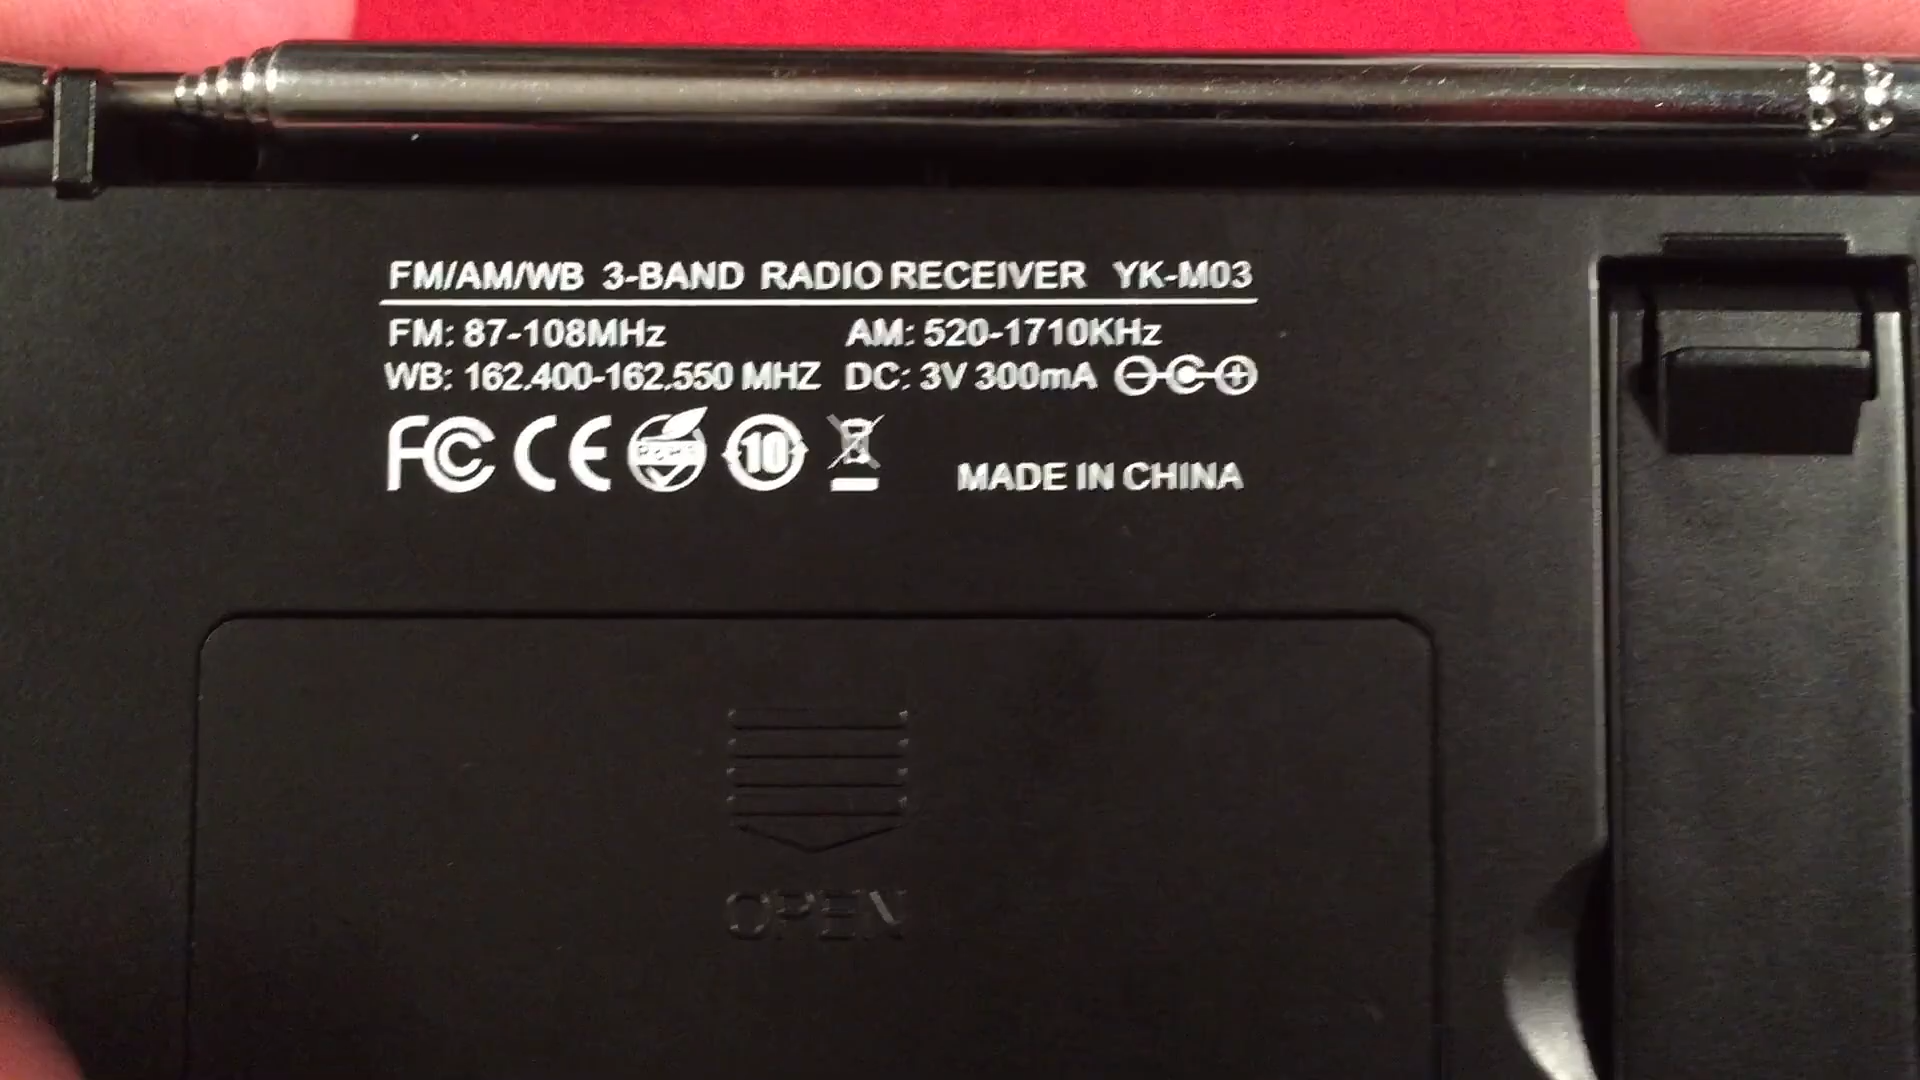 FM/AM/WB 3-BAND RADIO RECEIVER YK-M03
FM: 87-108MHz AM: 520-1710KHz
WB: 162.400-162.550 MHZ DC: 3V 300mA
FC CE 10
MADE IN CHINA
OPEN